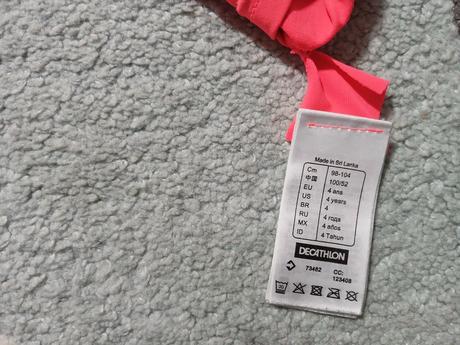 Made in Sri Lanka
Cm 98-104
中国 100/52
EU 4 ans
US 4 years
BR 4
RU 4 года
MX 4 años
ID 4 Tahun
DECATHLON
73482 CC:
123408